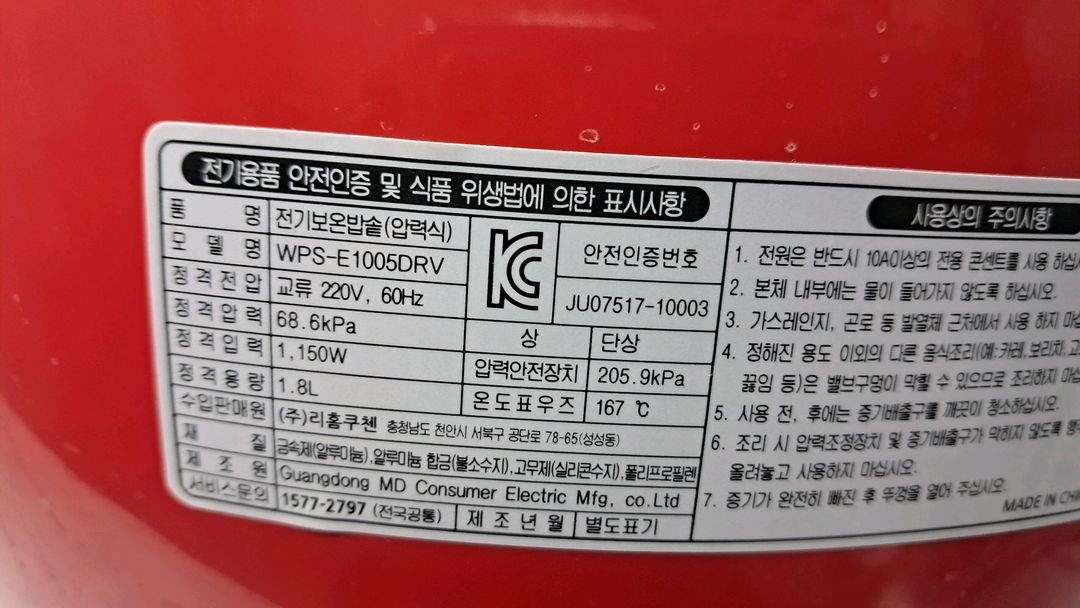 전기용품 안전인증 및 식품 위생법에 의한 표시사항
품 명 전기보온밥솥(압력식)
모 델 명 WPS-E1005DRV
정 격 전 압 교류 220V, 60Hz
정 격 압 력 68.6kPa
정 격 입 력 1,150W
정 격 용 량 1.8L
안전인증번호
JU07517-10003
상 단상
압력안전장치 205.9kPa
온도표우즈 167 ℃
수입판매원 (주)리홈쿠첸 충청남도 천안시 서북구 공단로 78-65(성성동)
재 질 금속제(알루미늄),알루미늄 합금(불소수지),고무제(실리콘수지),폴리프로필렌
제 조 원 Guangdong MD Consumer Electric Mfg, co.Ltd
서비스문의 1577-2797 (전국공통) 제 조 년 월 별도표기
사용상의 주의사항
1. 전원은 반드시 10A이상의 전용 콘센트를 사용
2. 본체 내부에는 물이 들어가지 않도록 하십시오.
3. 가스레인지, 곤로 등 발열체 근처에서 사용 하지
4. 정해진 용도 이외의 다른 음식조리(예:카레,보리차,
끓임 등)은 밸브구멍이 막힐 수 있으므로 조리하지
5. 사용 전, 후에는 증기배출구를 깨끗이 청소하십시오.
6. 조리 시 압력조정장치 및 증기배출구가 막히지 않도록
올려놓고 사용하지 마십시오.
7. 증기가 완전히 빠진 후 뚜껑을 열어 주십시오.
MADE IN